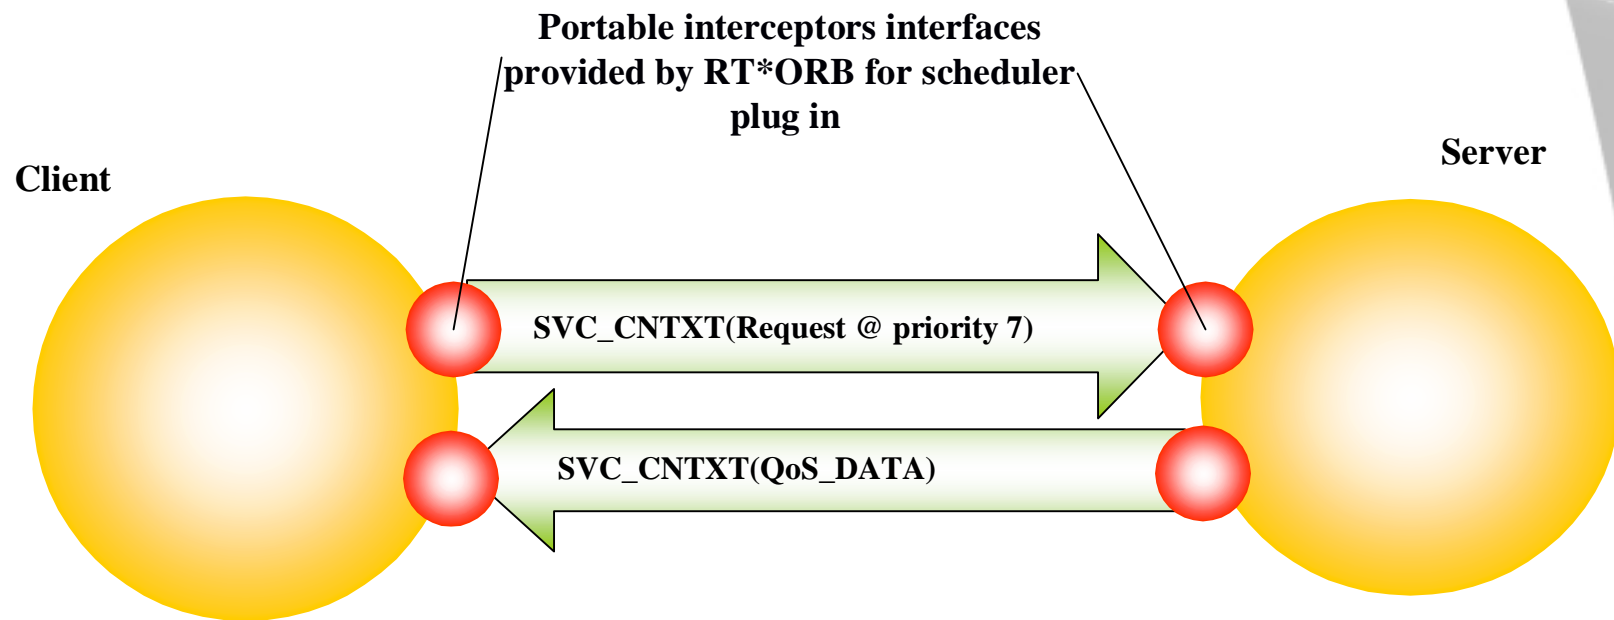 Portable interceptors interfaces
provided by RT*ORB for scheduler
plug in
Client
Server
SVC_CNTXT(Request @ priority 7)
SVC_CNTXT(QoS_DATA)